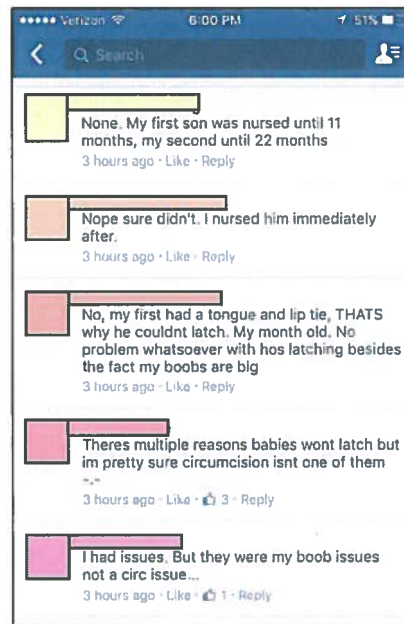 Verizon 6:00 PM 51%
Search
None. My first son was nursed until 11
months, my second until 22 months
3 hours ago · Like · Reply
Nope sure didn't. I nursed him immediately
after.
3 hours ago · Like · Reply
No, my first had a tongue and lip tie, THATS
why he couldnt latch. My month old. No
problem whatsoever with hos latching besides
the fact my boobs are big
3 hours ago · Like · Reply
Theres multiple reasons babies wont latch but
im pretty sure circumcision isnt one of them
-.-
3 hours ago · Like · 3 · Reply
I had issues. But they were my boob issues
not a circ issue...
3 hours ago · Like · 1 · Reply